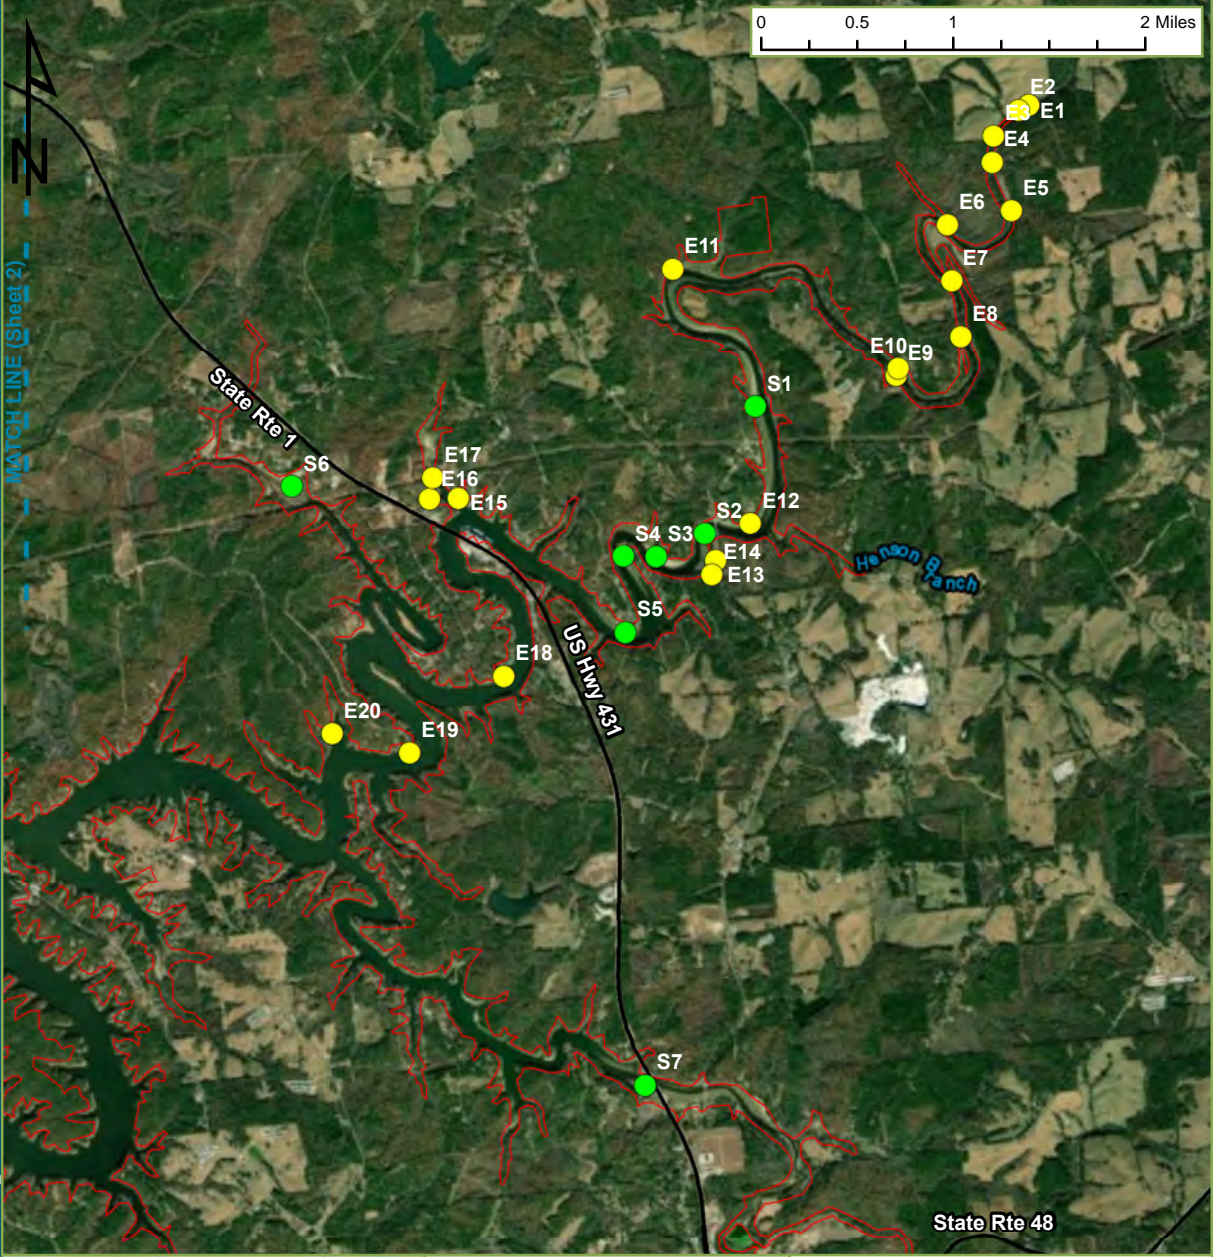 0 0.5 1 2 Miles
N
E2
E3 E1
E4
E5
E6
E7
E11
E8
E10 E9
S1
MATCH LINE (Sheet 2)
State Rte 1
E17
S6
E16
E15
E12
S2
S4 S3
E14
E13
Henson Branch
S5
US Hwy 431
E18
E20
E19
S7
State Rte 48